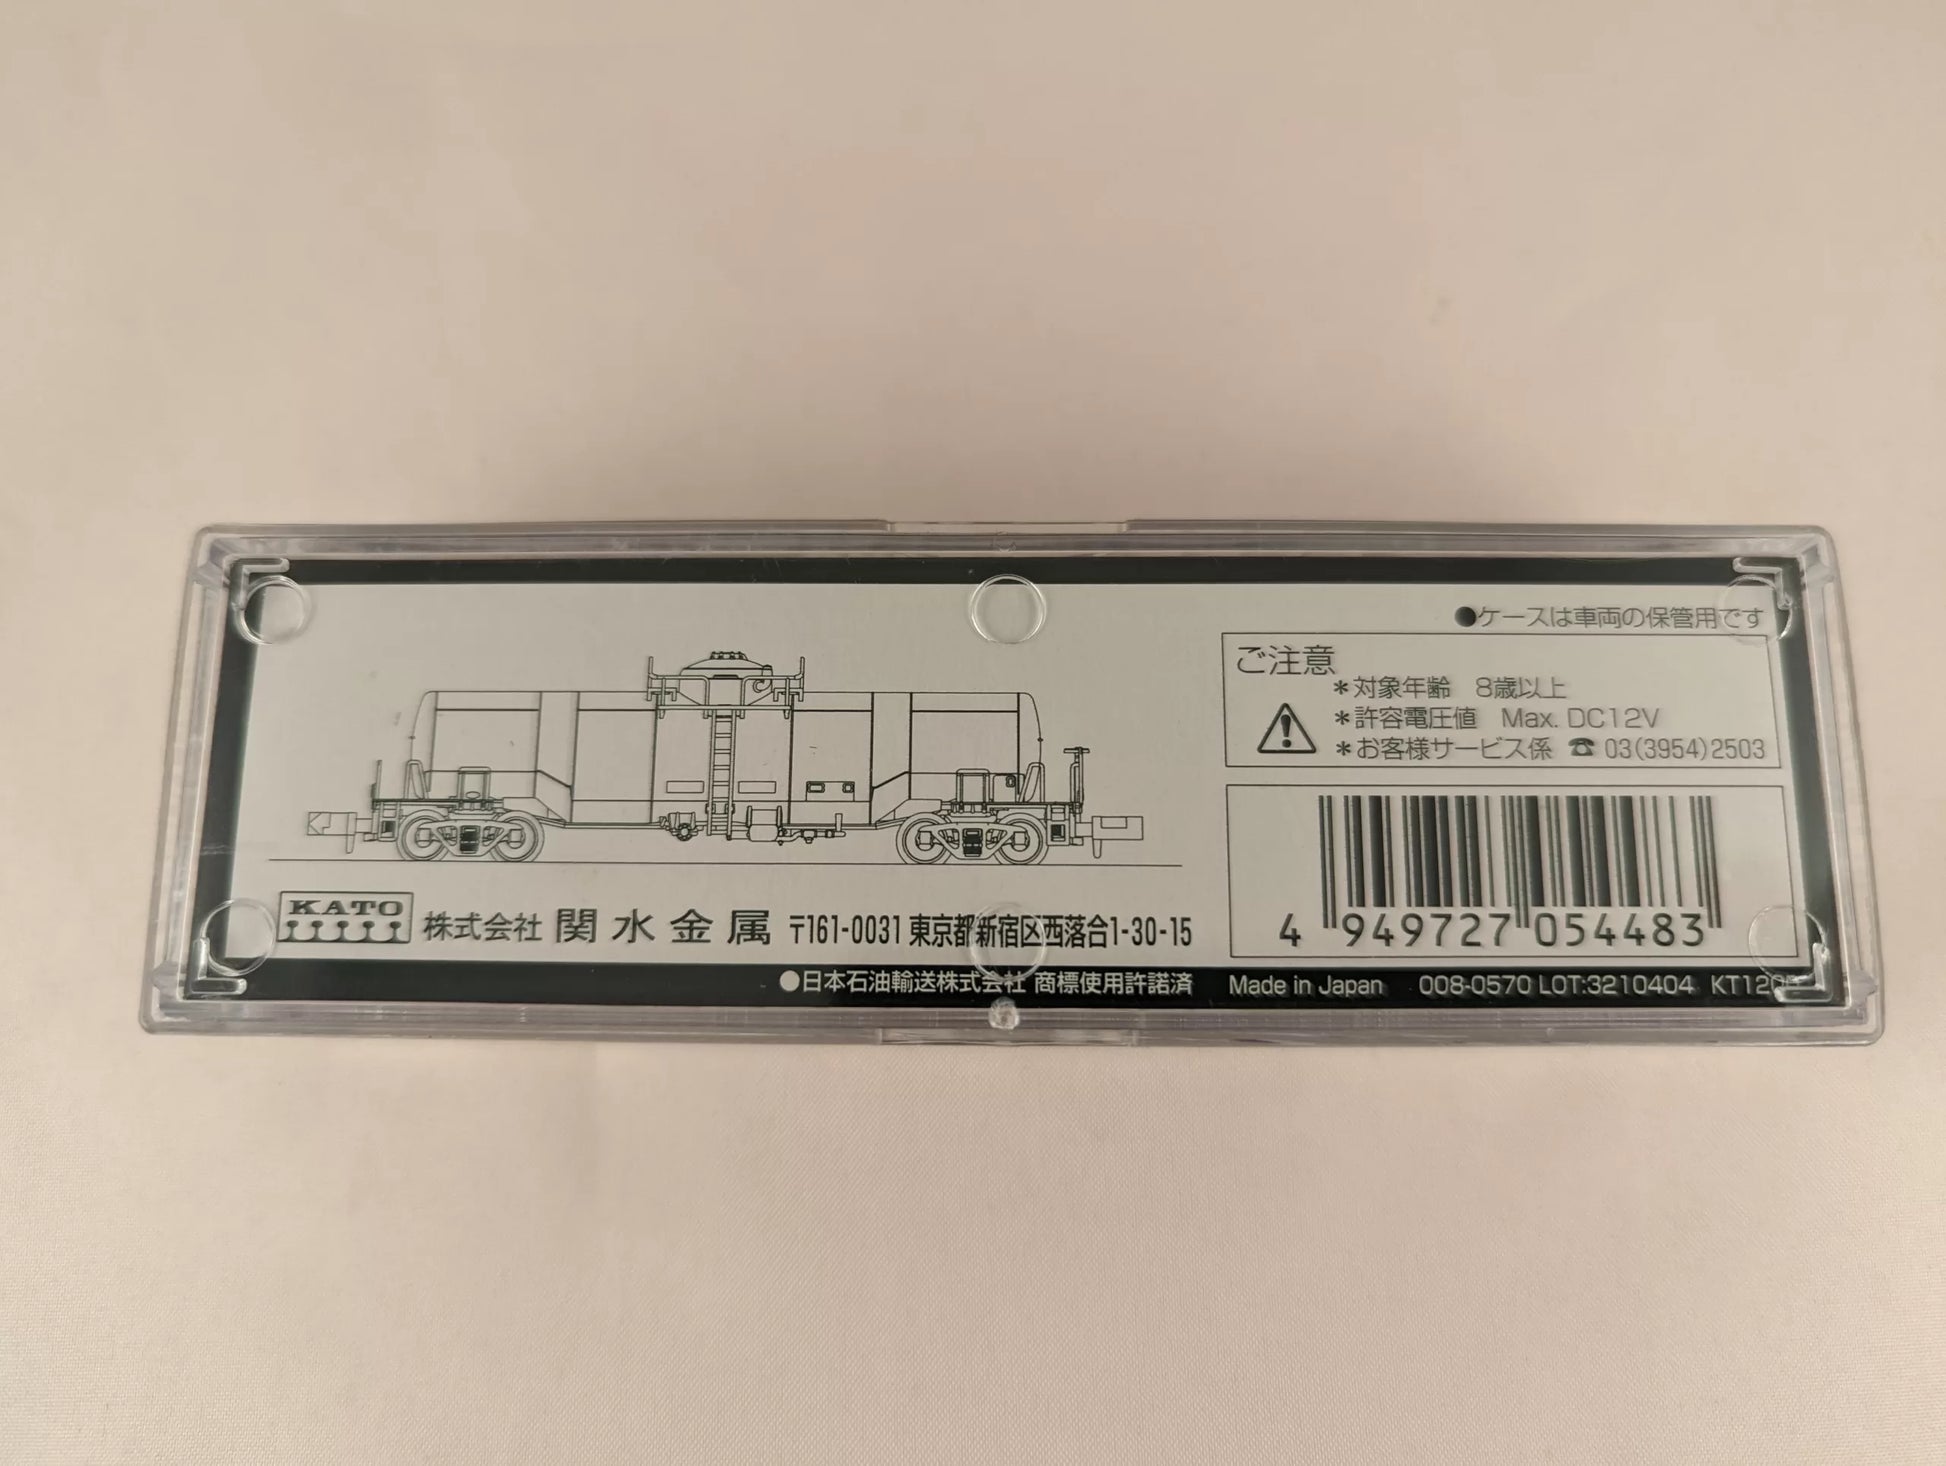 ●ケースは車両の保管用です
ご注意
＊対象年齢 8歳以上
＊許容電圧値 Max. DC12V
＊お客様サービス係 ☎ 03(3954)2503
4 949727 054483
KATO 株式会社 関水金属 〒161-0031 東京都新宿区西落合1-30-15
●日本石油輸送株式会社 商標使用許諾済 Made in Japan 008-0570 LOT:3210404